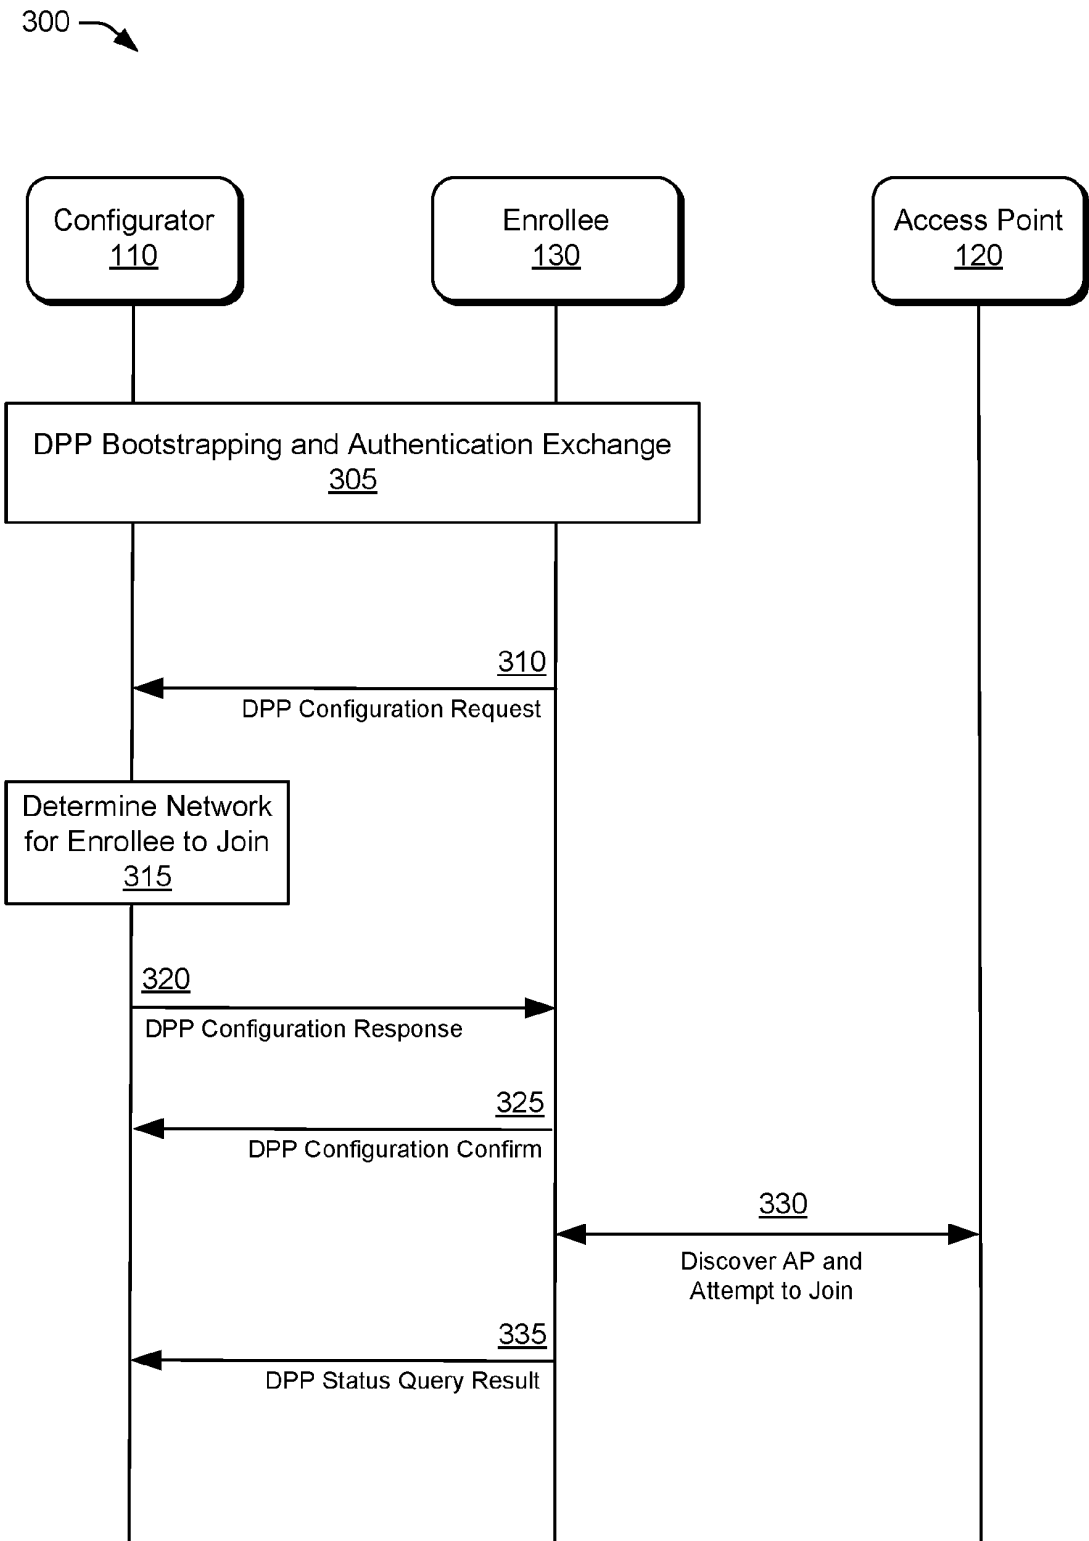 300
Configurator
110
Enrollee
130
Access Point
120
DPP Bootstrapping and Authentication Exchange
305
310
DPP Configuration Request
Determine Network
for Enrollee to Join
315
320
DPP Configuration Response
325
DPP Configuration Confirm
330
Discover AP and
Attempt to Join
335
DPP Status Query Result